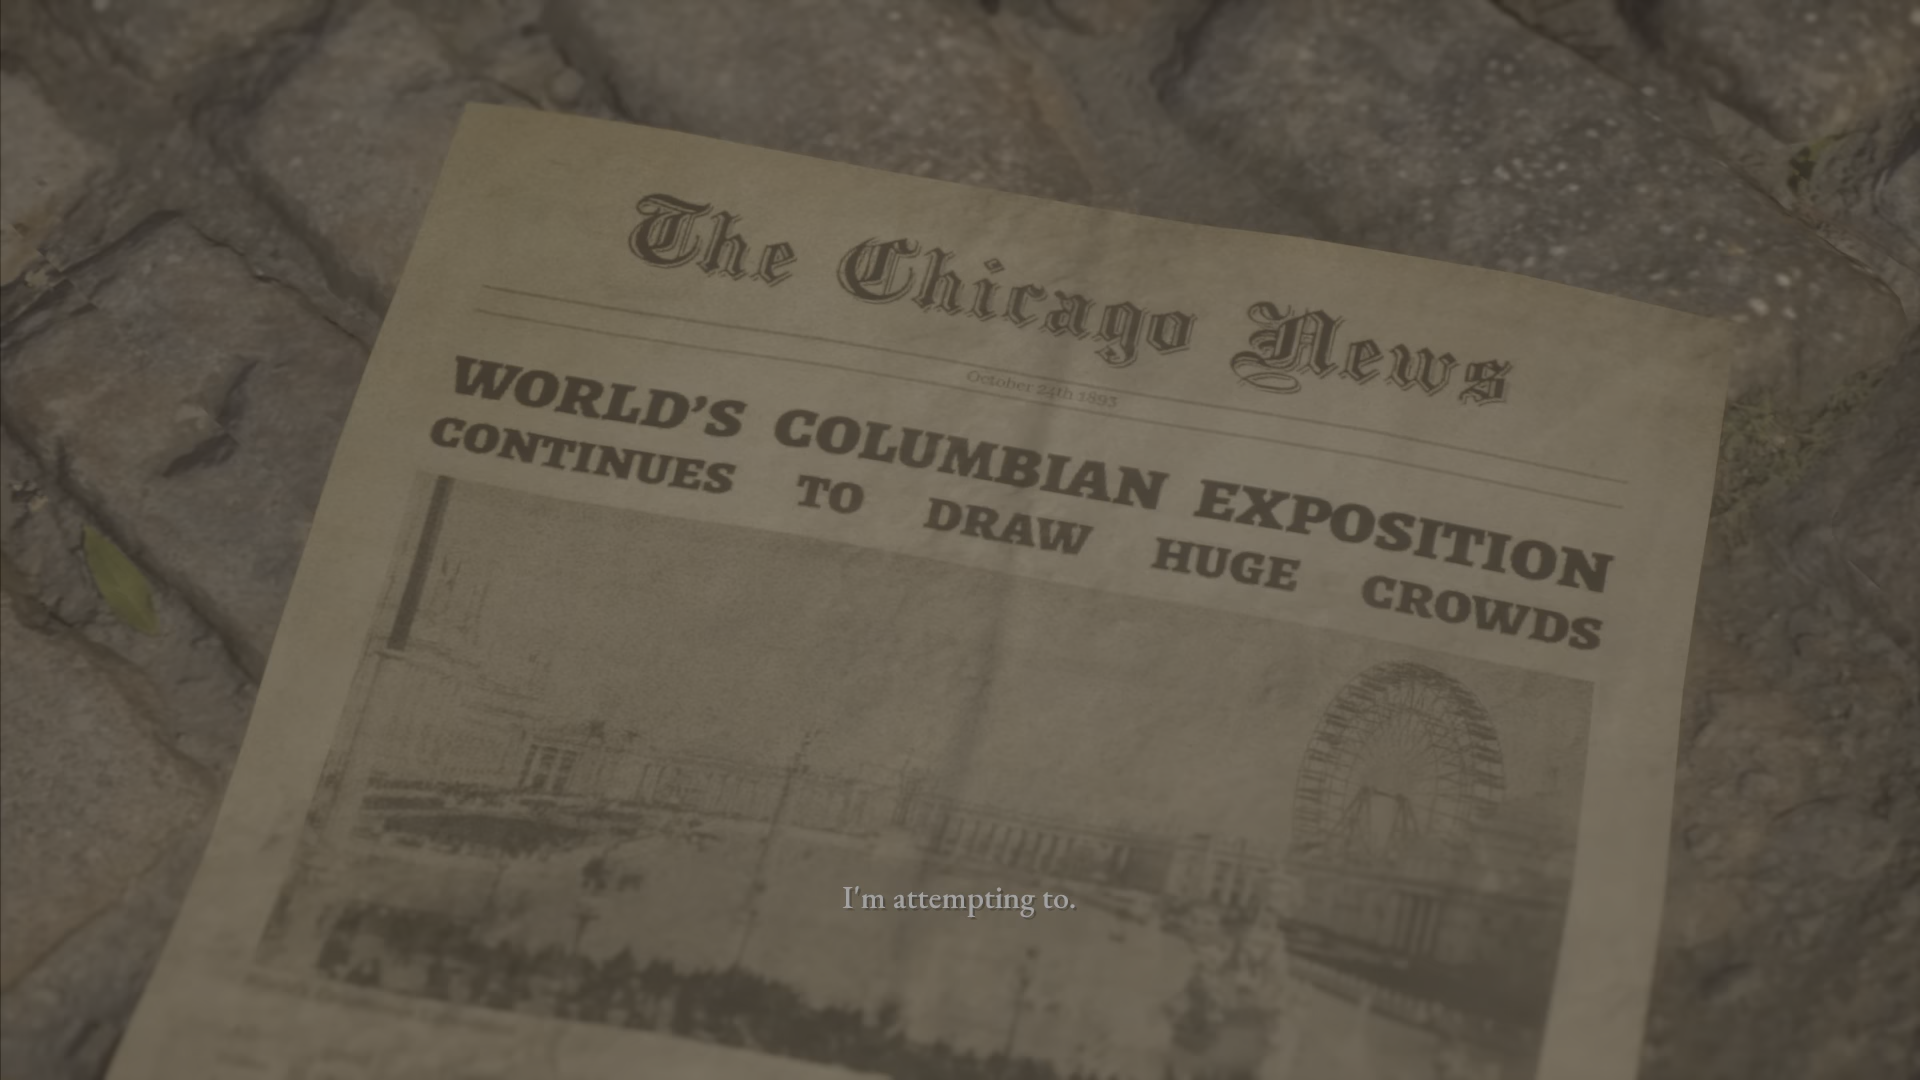 The Chicago News
October 24th 1893
WORLD'S COLUMBIAN EXPOSITION
CONTINUES TO DRAW HUGE CROWDS
I'm attempting to.